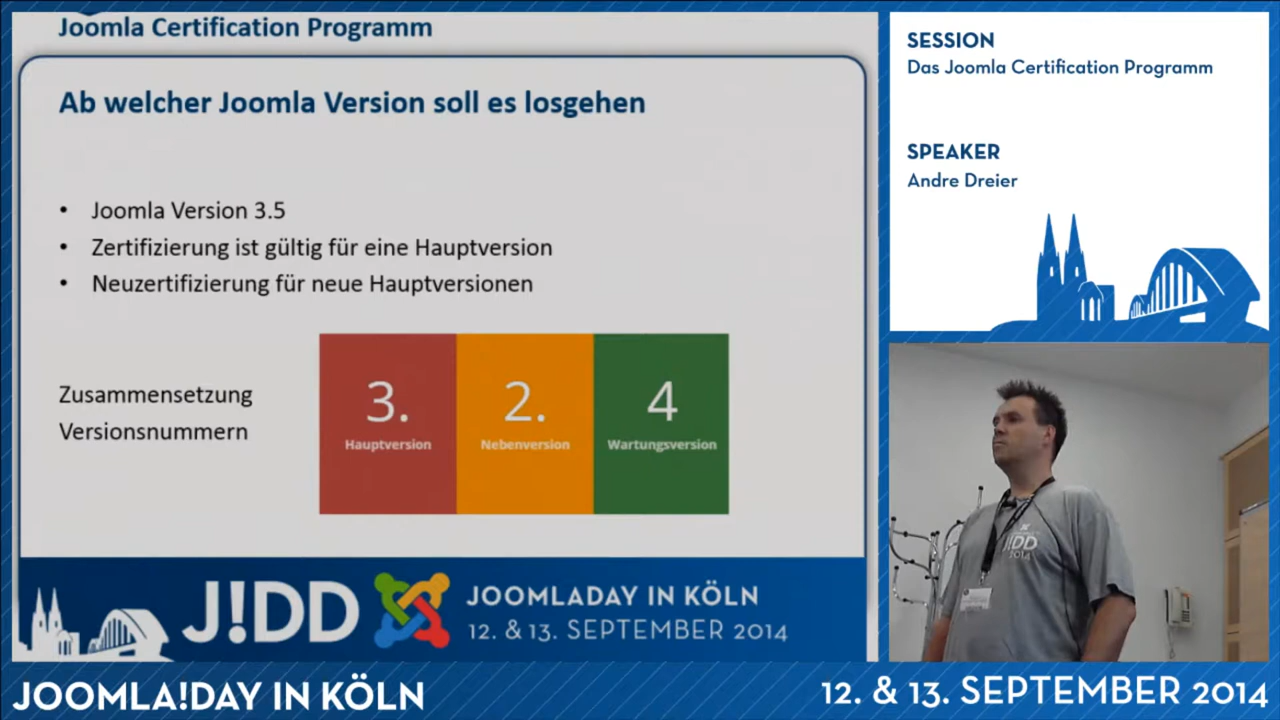 Joomla Certification Programm
Ab welcher Joomla Version soll es losgehen
• Joomla Version 3.5
• Zertifizierung ist gültig für eine Hauptversion
• Neuzertifizierung für neue Hauptversionen
Zusammensetzung
Versionsnummern
3. 2. 4
Hauptversion Nebenversion Wartungsversion
J!DD
JOOMLADAY IN KÖLN
12. & 13. SEPTEMBER 2014
SESSION
Das Joomla Certification Programm
SPEAKER
Andre Dreier
J!DD
2014
JOOMLA!DAY IN KÖLN
12. & 13. SEPTEMBER 2014